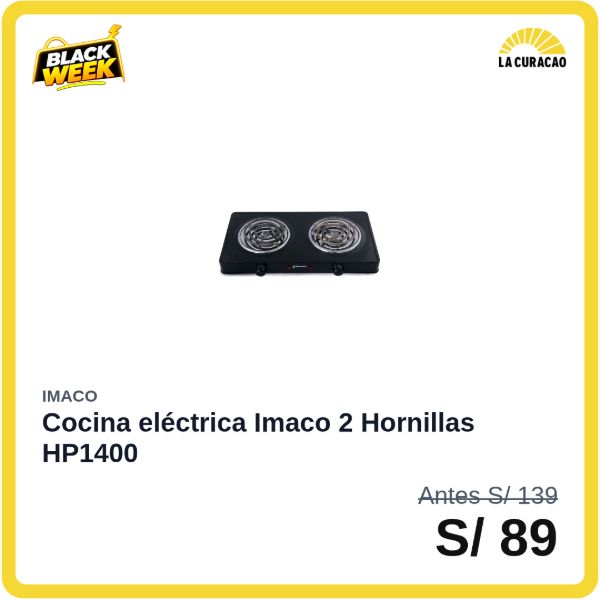 BLACK
WEEK
LA CURACAO
IMACO
Cocina eléctrica Imaco 2 Hornillas
HP1400
Antes S/ 139
S/ 89